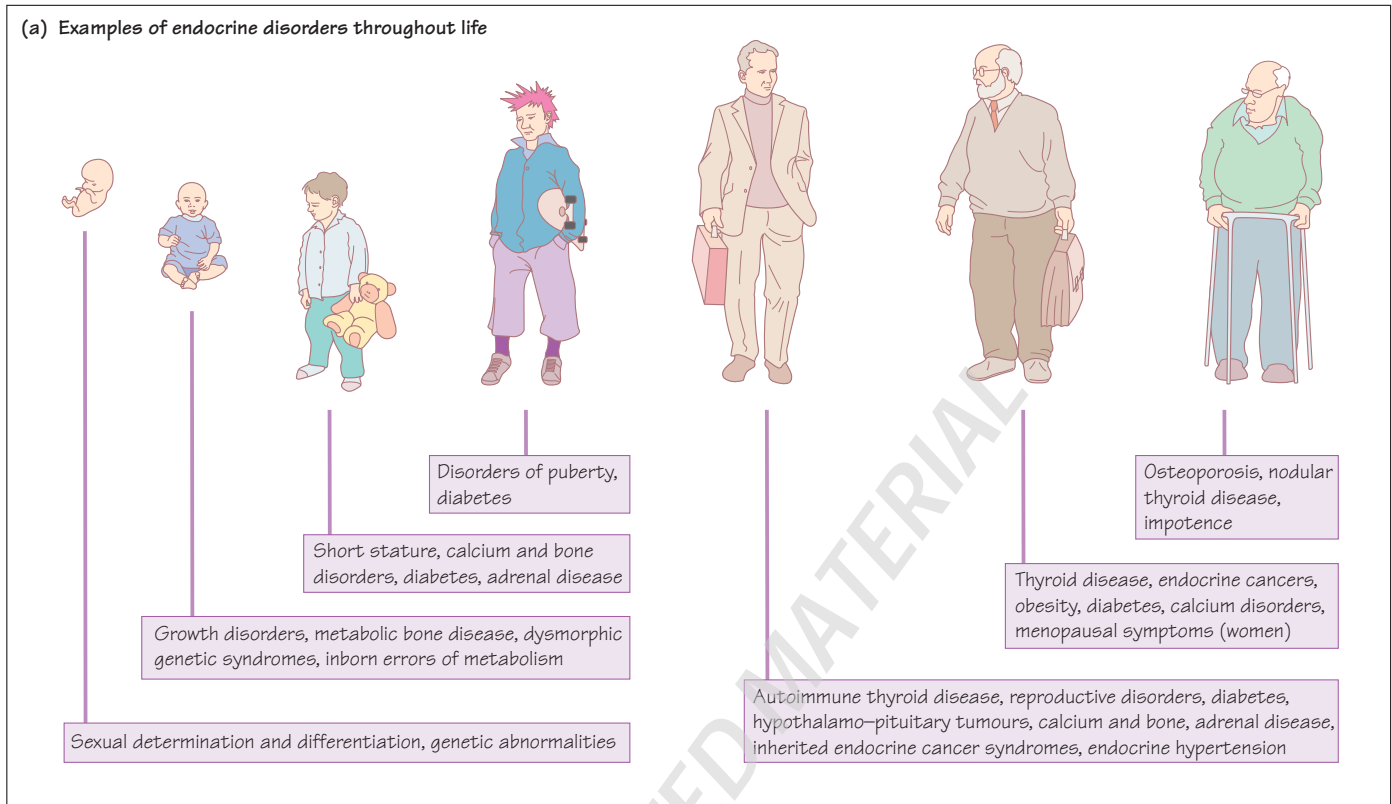 (a) Examples of endocrine disorders throughout life
Disorders of puberty,
diabetes
Osteoporosis, nodular
thyroid disease,
impotence
Short stature, calcium and bone
disorders, diabetes, adrenal disease
Thyroid disease, endocrine cancers,
obesity, diabetes, calcium disorders,
menopausal symptoms (women)
Growth disorders, metabolic bone disease, dysmorphic
genetic syndromes, inborn errors of metabolism
Autoimmune thyroid disease, reproductive disorders, diabetes,
hypothalamo–pituitary tumours, calcium and bone, adrenal disease,
inherited endocrine cancer syndromes, endocrine hypertension
Sexual determination and differentiation, genetic abnormalities
MATERIAL